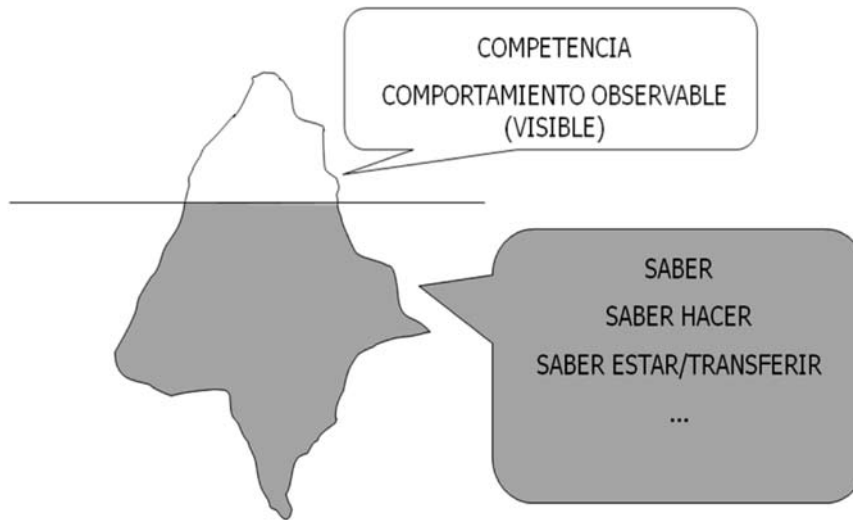 COMPETENCIA
COMPORTAMIENTO OBSERVABLE
(VISIBLE)
SABER
SABER HACER
SABER ESTAR/TRANSFERIR
...